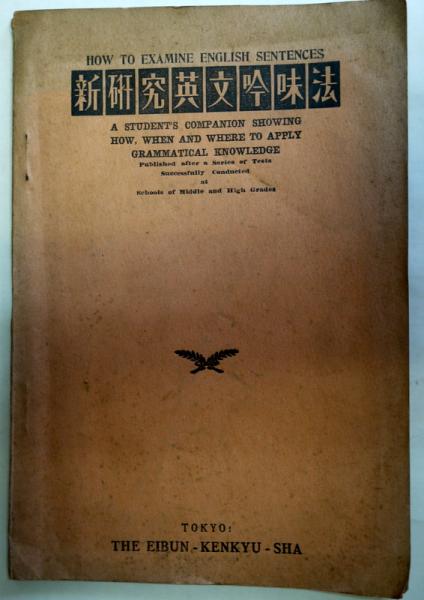 HOW TO EXAMINE ENGLISH SENTENCES
新研究英文吟味法
A STUDENT'S COMPANION SHOWING
HOW, WHEN AND WHERE TO APPLY
GRAMMATICAL KNOWLEDGE
Published after a Series of Tests
Successfully Conducted
at
Schools of Middle and High Grades
TOKYO:
THE EIBUN-KENKYU-SHA